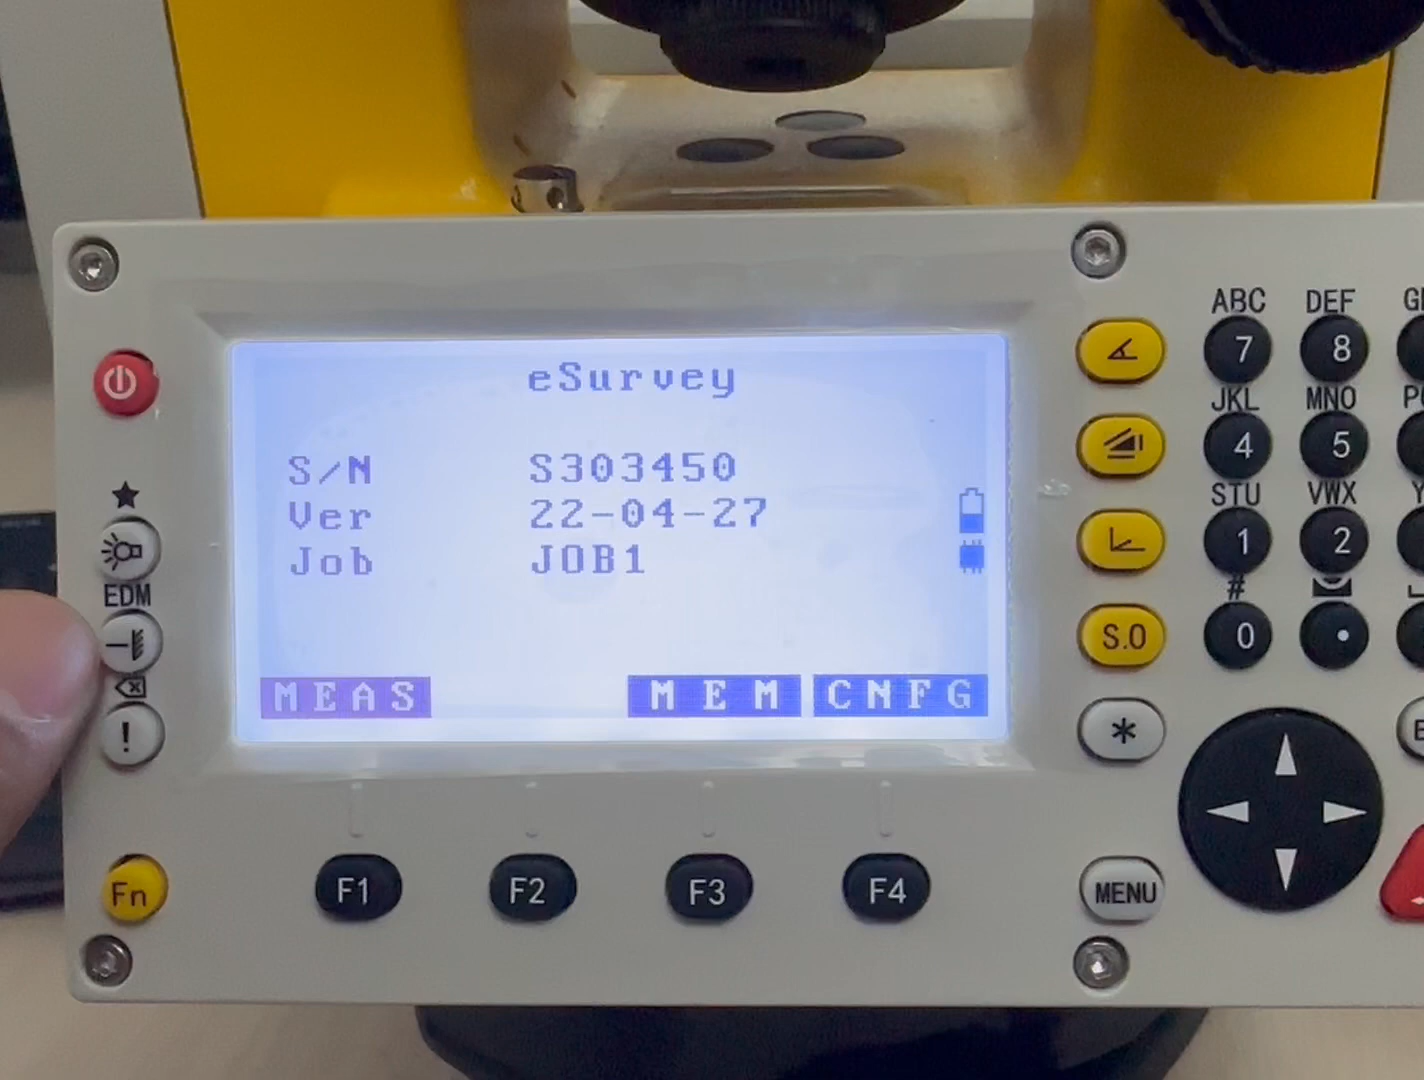 eSurvey
S/N S303450
Ver 22-04-27
Job JOB1
MEAS MEM CNFG
EDM
Fn
F1 F2 F3 F4
ABC DEF
7 8
JKL MNO
4 5
STU VWX
1 2
#
0 •
S.O
*
!
MENU